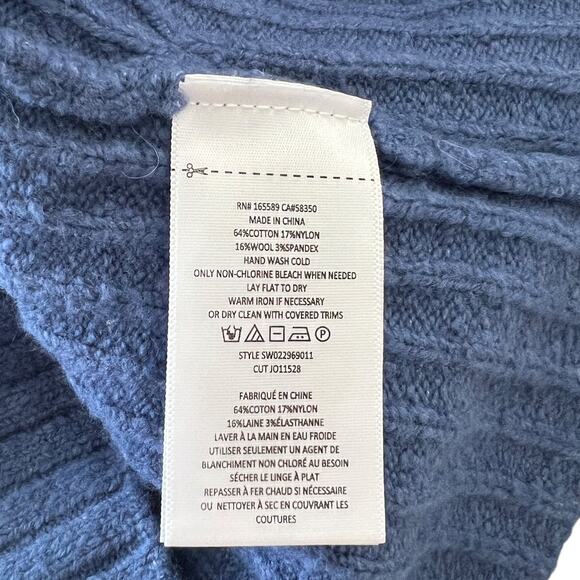 RN# 165589 CA#58350
MADE IN CHINA
64%COTTON 17%NYLON
16%WOOL 3%SPANDEX
HAND WASH COLD
ONLY NON-CHLORINE BLEACH WHEN NEEDED
LAY FLAT TO DRY
WARM IRON IF NECESSARY
OR DRY CLEAN WITH COVERED TRIMS
P
STYLE SW022969011
CUT JO11528
FABRIQUÉ EN CHINE
64%COTON 17%NYLON
16%LAINE 3%ÉLASTHANNE
LAVER À LA MAIN EN EAU FROIDE
UTILISER SEULEMENT UN AGENT DE
BLANCHIMENT NON CHLORÉ AU BESOIN
SÉCHER LE LINGE À PLAT
REPASSER À FER CHAUD SI NÉCESSAIRE
OU NETTOYER À SEC EN COUVRANT LES
COUTURES